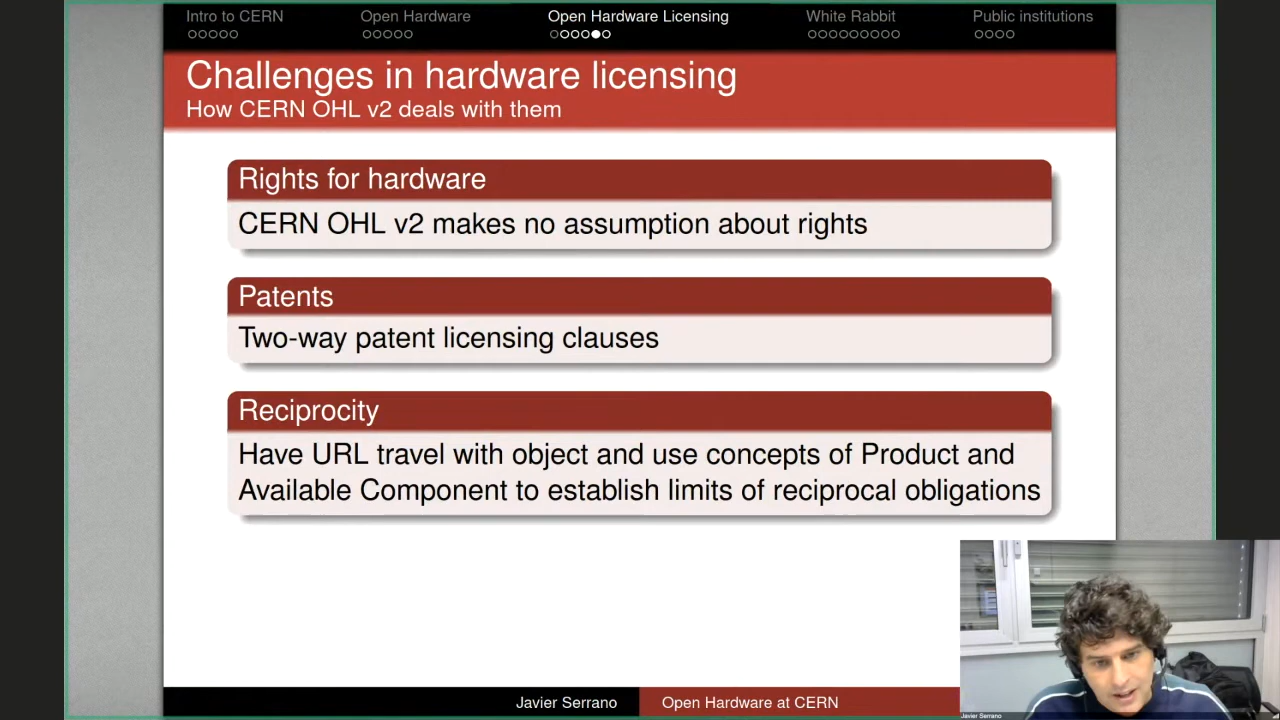 Intro to CERN
Open Hardware
Open Hardware Licensing
White Rabbit
Public institutions
Challenges in hardware licensing
How CERN OHL v2 deals with them
Rights for hardware
CERN OHL v2 makes no assumption about rights
Patents
Two-way patent licensing clauses
Reciprocity
Have URL travel with object and use concepts of Product and
Available Component to establish limits of reciprocal obligations
Javier Serrano
Open Hardware at CERN
Javier Serrano